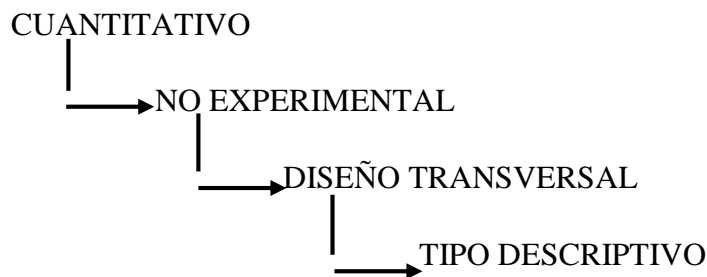 CUANTITATIVO
NO EXPERIMENTAL
DISEÑO TRANSVERSAL
TIPO DESCRIPTIVO